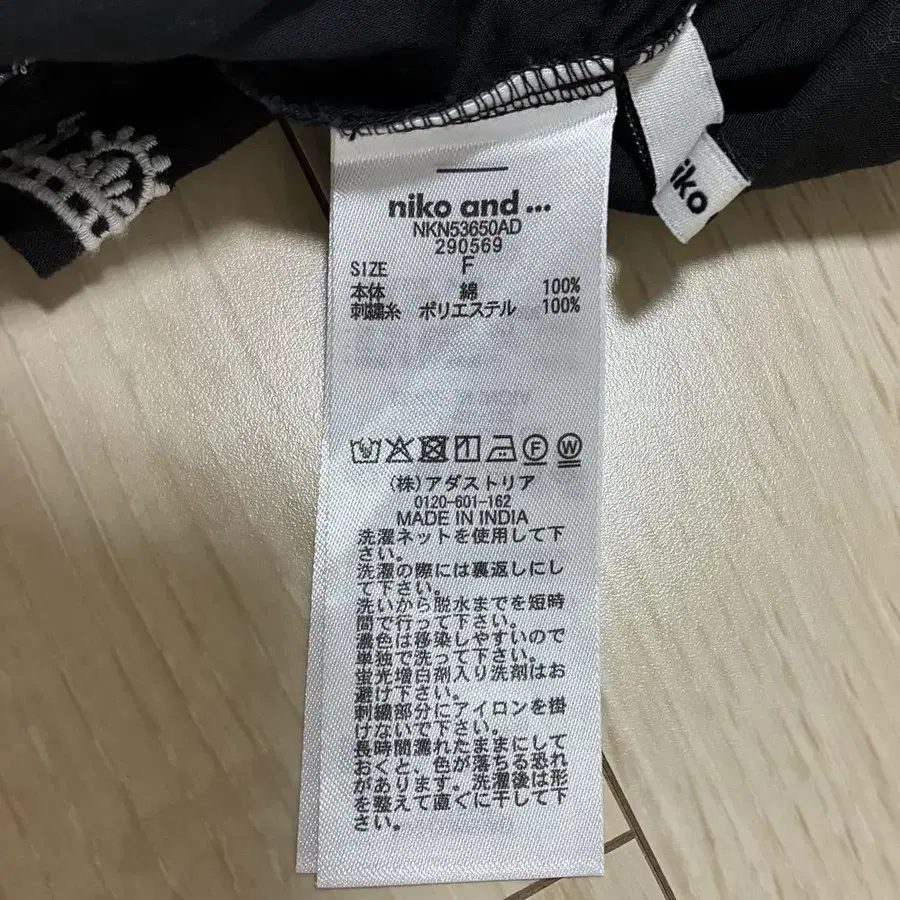 niko and ...
NKN53650AD
290569
SIZE F
本体 綿 100%
刺繍糸 ポリエステル 100%
F W
(株)アダストリア
0120-601-162
MADE IN INDIA
洗濯ネットを使用して下
さい。
洗濯の際には裏返しにし
て下さい。
洗いから脱水までを短時
間で行って下さい。
濃色は移染しやすいので
単独で洗って下さい。
蛍光増白剤入り洗剤はお
避け下さい。
刺繍部分にアイロンを掛
けないで下さい。
長時間濡れたままにして
おくと、色が落ちる恐れ
があります。洗濯後は形
を整えて直ぐに干して下
さい。
niko